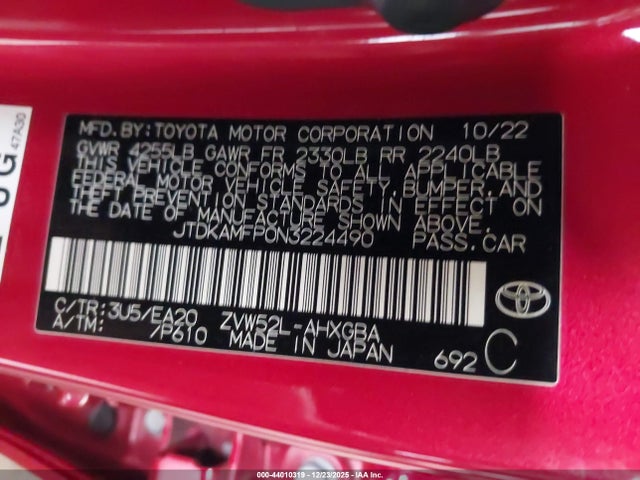 MFD. BY: TOYOTA MOTOR CORPORATION 10/22
GVWR 4255LB GAWR FR 2330LB RR 2240LB
THIS VEHICLE CONFORMS TO ALL APPLICABLE
FEDERAL MOTOR VEHICLE SAFETY, BUMPER, AND
THEFT PREVENTION STANDARDS IN EFFECT ON
THE DATE OF MANUFACTURE SHOWN ABOVE.
JTDKAMFP0N3224490 PASS. CAR
C/TR: 3U5/EA20 ZVW52L-AHXGBA
A/TM: /P610 MADE IN JAPAN 692 C
47A30
000-44010319 - 12/23/2025 - IAA, Inc.